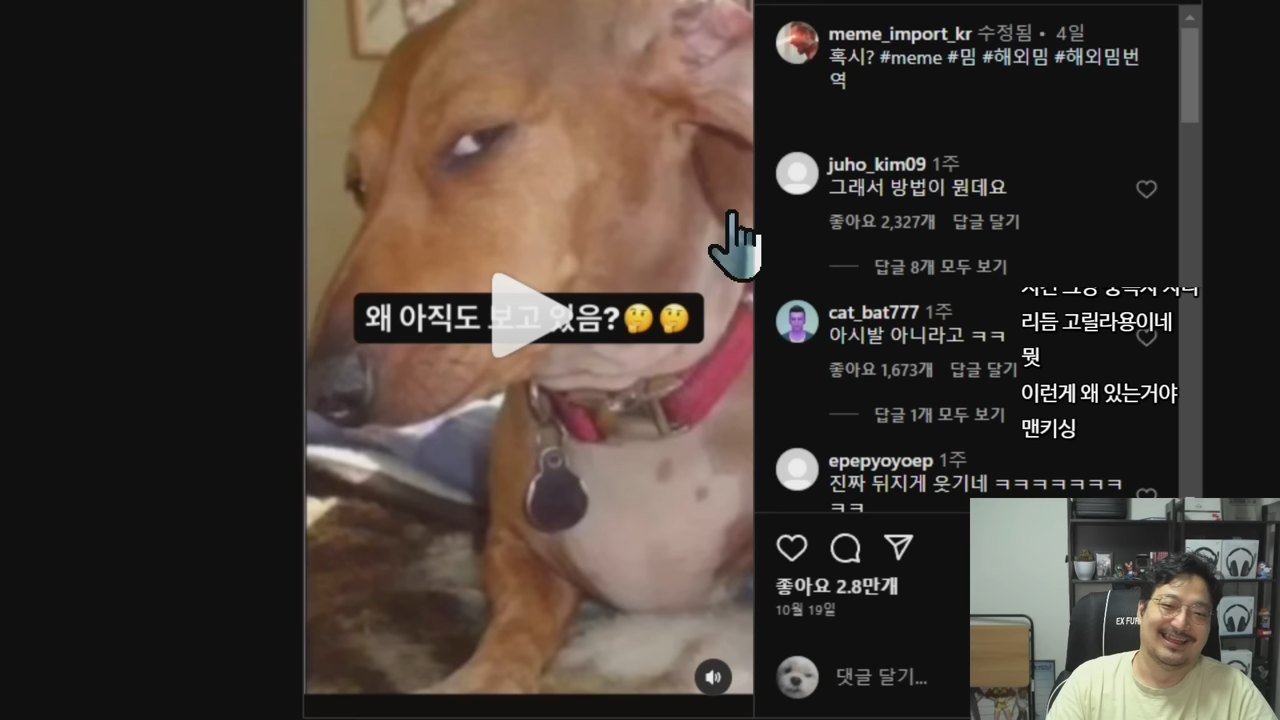 왜 아직도 보고 있음?🤔🤔
meme_import_kr 수정됨 • 4일
혹시? #meme #밈 #해외밈 #해외밈번
역
juho_kim09 1주
그래서 방법이 뭔데요
좋아요 2,327개 답글 달기
답글 8개 모두 보기
cat_bat777 1주
아시발 아니라고 ㅋㅋ
좋아요 1,673개 답글 달기
답글 1개 모두 보기
epepyoyoep 1주
진짜 뒤지게 웃기네 ㅋㅋㅋㅋㅋㅋㅋ
ㅋㅋ
리듬 고릴라용이네
뭣
이런게 왜 있는거야
맨키싱
좋아요 2.8만개
10월 19일
댓글 달기...